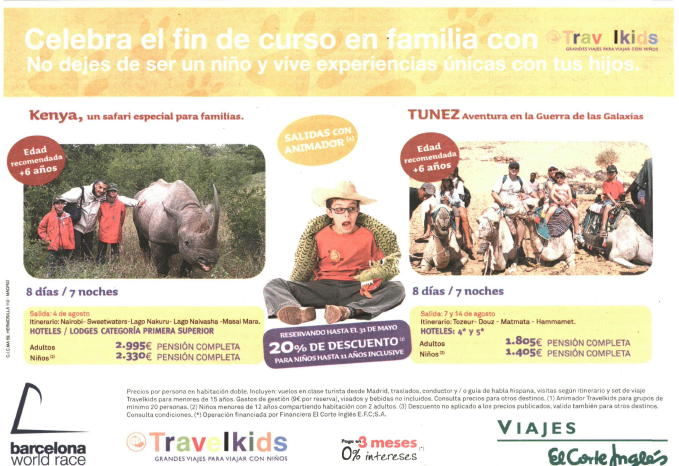 Celebra el fin de curso en familia con Travelkids
GRANDES VIAJES PARA VIAJAR CON NIÑOS
No dejes de ser un niño y vive experiencias únicas con tus hijos.
Kenya, un safari especial para familias.
Edad
recomendada
+6 años
8 días / 7 noches
Salida: 4 de agosto
Itinerario: Nairobi- Sweetwaters-Lago Nakuru- Lago Naivasha -Masai Mara.
HOTELES / LODGES CATEGORÍA PRIMERA SUPERIOR
Adultos 2.995€ PENSIÓN COMPLETA
Niños(2) 2.330€ PENSIÓN COMPLETA
SALIDAS CON
ANIMADOR(1)
RESERVANDO HASTA EL 31 DE MAYO
20% DE DESCUENTO(3)
PARA NIÑOS HASTA 11 AÑOS INCLUSIVE
TUNEZ Aventura en la Guerra de las Galaxias
Edad
recomendada
+6 años
8 días / 7 noches
Salida: 7 y 14 de agosto
Itinerario: Tozeur- Douz - Matmata - Hammamet.
HOTELES: 4* y 5*
Adultos 1.805€ PENSIÓN COMPLETA
Niños(2) 1.405€ PENSIÓN COMPLETA
Precios por persona en habitación doble. Incluyen: vuelos en clase turista desde Madrid, traslados, conductor y / o guía de habla hispana, visitas según itinerario y set de viaje
Travelkids para menores de 15 años. Gastos de gestión (9€ por reserva), visados y bebidas no incluidos. Consulta precios para otros destinos. (1) Animador Travelkids para grupos de
mínimo 20 personas. (2) Niños menores de 12 años compartiendo habitación con 2 adultos. (3) Descuento no aplicado a los precios publicados, valido también para otros destinos.
Consulta condiciones. (*) Operación financiada por Financiera El Corte Inglés E.F.C;S.A.
barcelona
world race
Travelkids
GRANDES VIAJES PARA VIAJAR CON NIÑOS
Pago en 3 meses (*)
0% intereses
VIAJES
El Corte Inglés